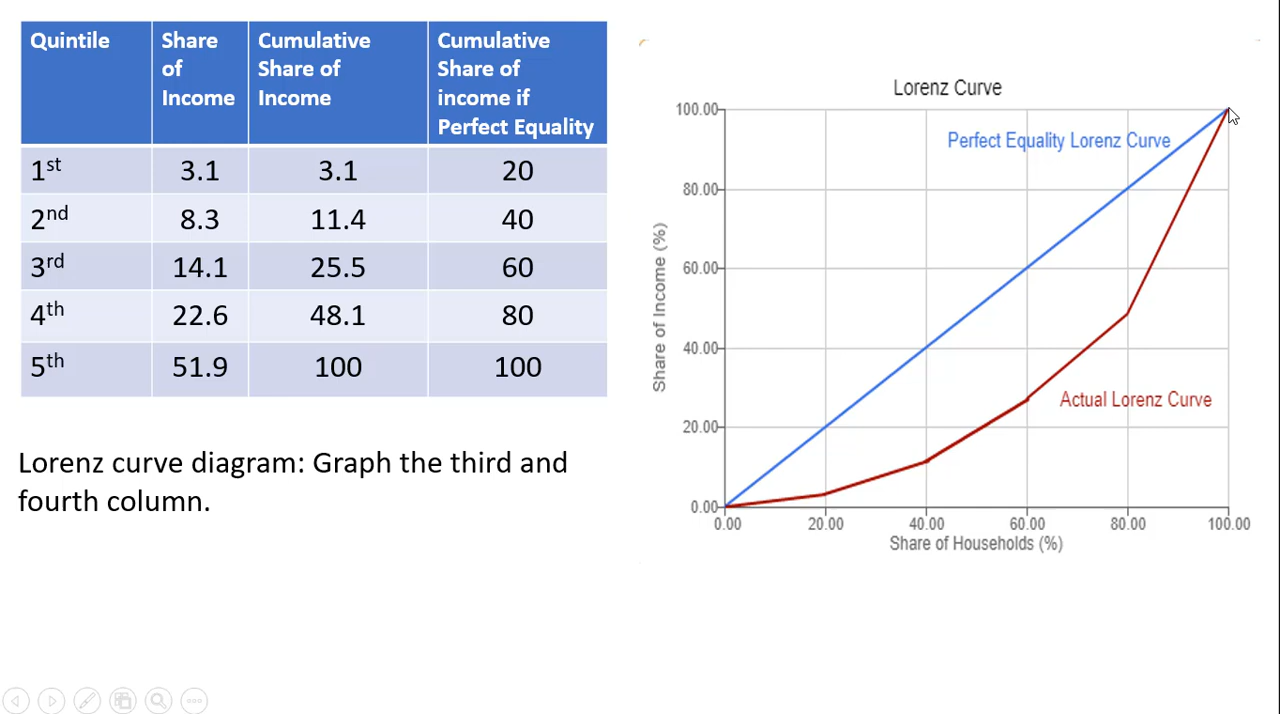 Quintile
Share
of
Income
Cumulative
Share of
Income
Cumulative
Share of
income if
Perfect Equality
1st 3.1 3.1 20
2nd 8.3 11.4 40
3rd 14.1 25.5 60
4th 22.6 48.1 80
5th 51.9 100 100
Lorenz curve diagram: Graph the third and
fourth column.
Lorenz Curve
Perfect Equality Lorenz Curve
Actual Lorenz Curve
Share of Income (%)
100.00
80.00
60.00
40.00
20.00
0.00
0.00 20.00 40.00 60.00 80.00 100.00
Share of Households (%)